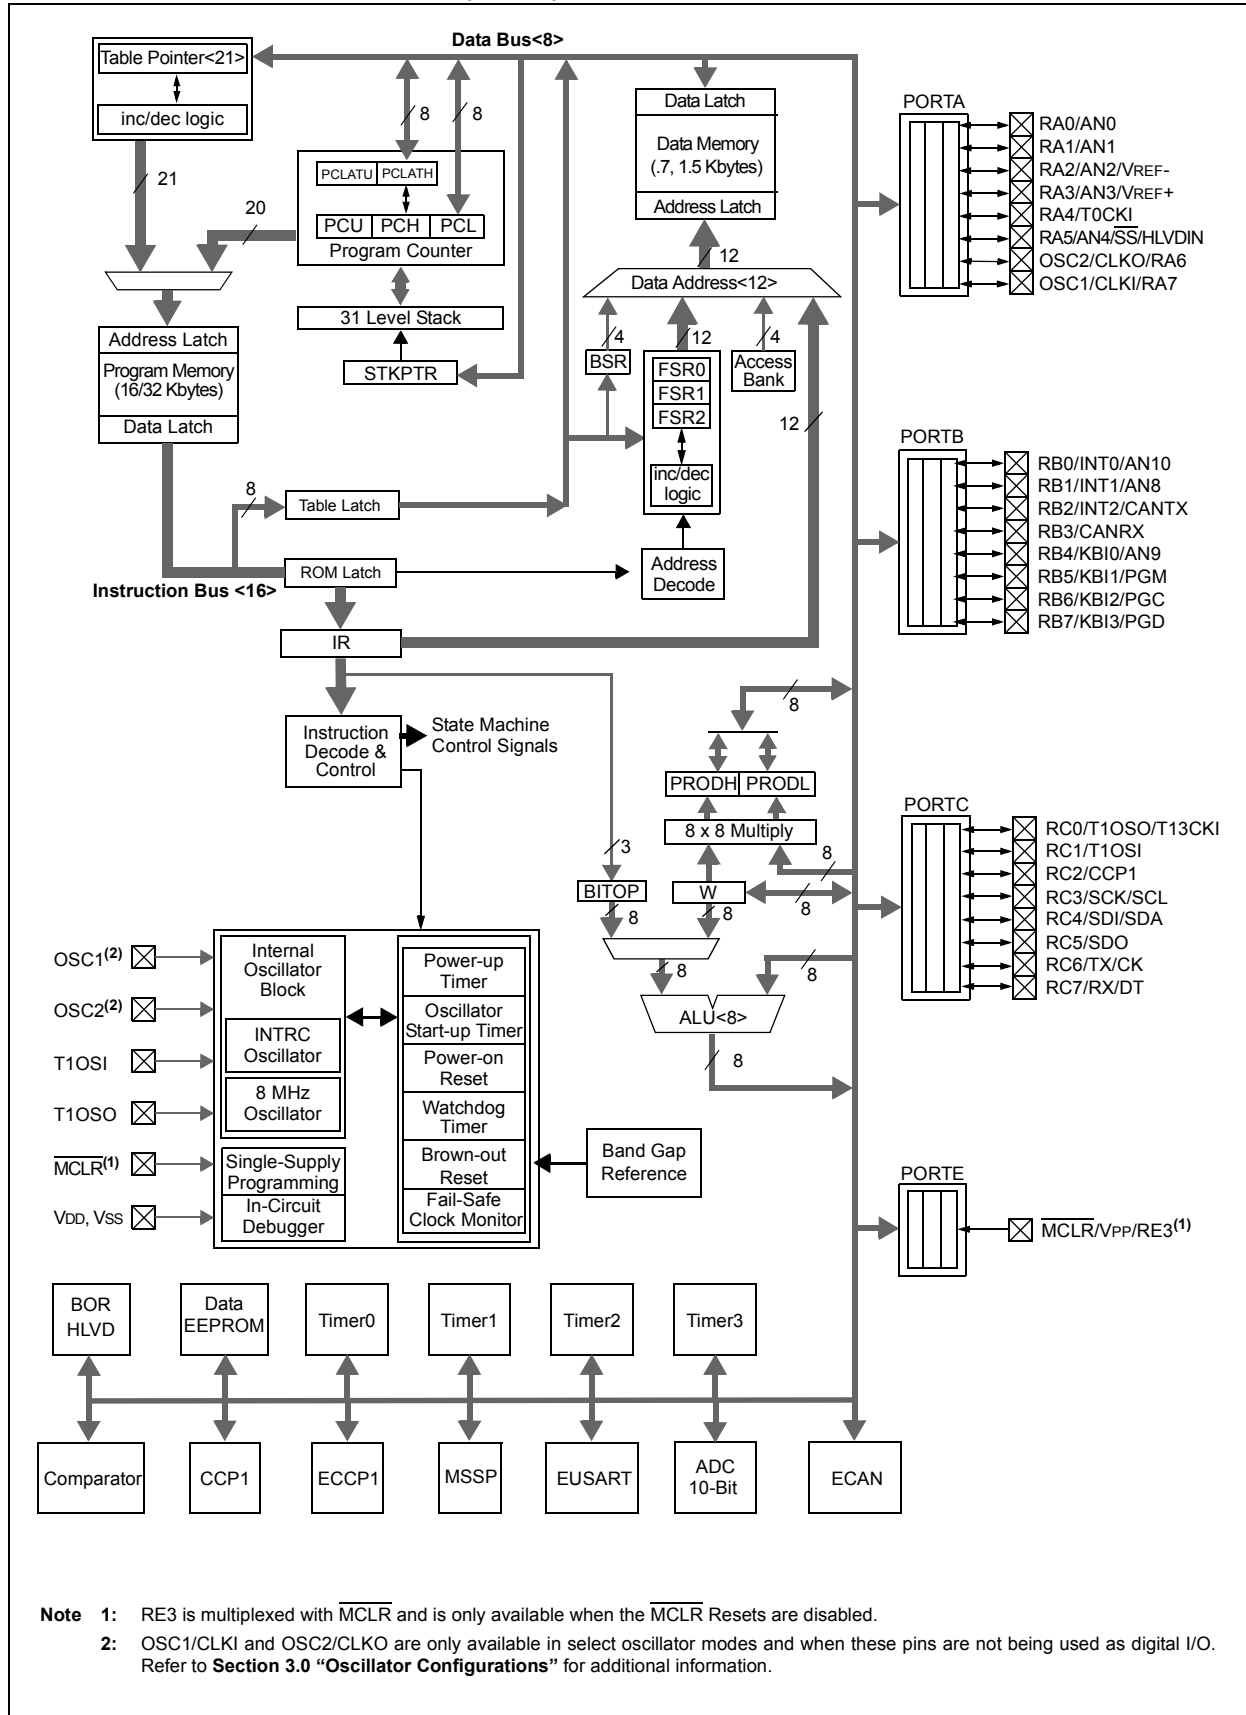 Data Bus<8>
Table Pointer<21>
inc/dec logic
21
20
8
8
PCLATU PCLATH
PCU PCH PCL
Program Counter
31 Level Stack
STKPTR
Address Latch
Program Memory
(16/32 Kbytes)
Data Latch
Data Latch
Data Memory
(.7, 1.5 Kbytes)
Address Latch
12
Data Address<12>
4
12
4
BSR
FSR0
FSR1
FSR2
Access
Bank
inc/dec
logic
12
8
Table Latch
ROM Latch
Address
Decode
Instruction Bus <16>
IR
Instruction
Decode &
Control
State Machine
Control Signals
8
PRODH PRODL
8 x 8 Multiply
3
8
BITOP
W
8
8
8
8
8
ALU<8>
8
PORTA
RA0/AN0
RA1/AN1
RA2/AN2/VREF-
RA3/AN3/VREF+
RA4/T0CKI
RA5/AN4/SS/HLVDIN
OSC2/CLKO/RA6
OSC1/CLKI/RA7
PORTB
RB0/INT0/AN10
RB1/INT1/AN8
RB2/INT2/CANTX
RB3/CANRX
RB4/KBI0/AN9
RB5/KBI1/PGM
RB6/KBI2/PGC
RB7/KBI3/PGD
PORTC
RC0/T1OSO/T13CKI
RC1/T1OSI
RC2/CCP1
RC3/SCK/SCL
RC4/SDI/SDA
RC5/SDO
RC6/TX/CK
RC7/RX/DT
PORTE
MCLR/VPP/RE3(1)
OSC1(2)
OSC2(2)
T1OSI
T1OSO
MCLR(1)
VDD, VSS
Internal
Oscillator
Block
INTRC
Oscillator
8 MHz
Oscillator
Single-Supply
Programming
In-Circuit
Debugger
Power-up
Timer
Oscillator
Start-up Timer
Power-on
Reset
Watchdog
Timer
Brown-out
Reset
Fail-Safe
Clock Monitor
Band Gap
Reference
BOR
HLVD
Data
EEPROM
Timer0
Timer1
Timer2
Timer3
Comparator
CCP1
ECCP1
MSSP
EUSART
ADC
10-Bit
ECAN
Note 1: RE3 is multiplexed with MCLR and is only available when the MCLR Resets are disabled.
2: OSC1/CLKI and OSC2/CLKO are only available in select oscillator modes and when these pins are not being used as digital I/O.
Refer to Section 3.0 “Oscillator Configurations” for additional information.